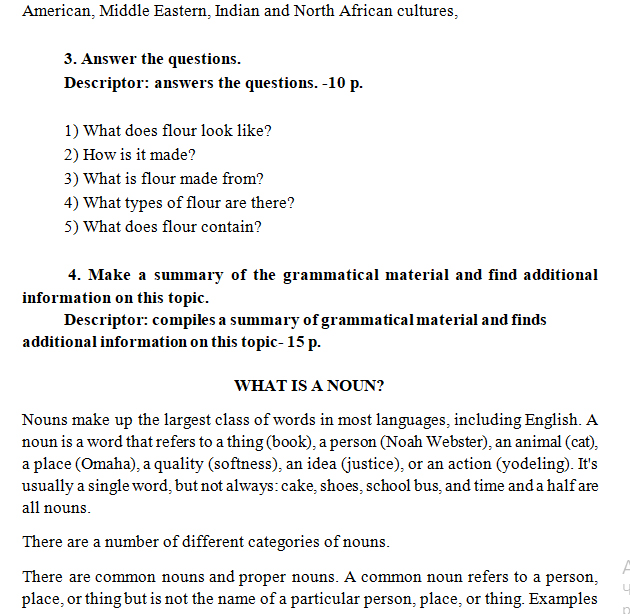 American, Middle Eastern, Indian and North African cultures,
3. Answer the questions.
Descriptor: answers the questions. -10 p.
1) What does flour look like?
2) How is it made?
3) What is flour made from?
4) What types of flour are there?
5) What does flour contain?
4. Make a summary of the grammatical material and find additional
information on this topic.
Descriptor: compiles a summary of grammatical material and finds
additional information on this topic- 15 p.
WHAT IS A NOUN?
Nouns make up the largest class of words in most languages, including English. A
noun is a word that refers to a thing (book), a person (Noah Webster), an animal (cat),
a place (Omaha), a quality (softness), an idea (justice), or an action (yodeling). It's
usually a single word, but not always: cake, shoes, school bus, and time and a half are
all nouns.
There are a number of different categories of nouns.
There are common nouns and proper nouns. A common noun refers to a person,
place, or thing but is not the name of a particular person, place, or thing. Examples